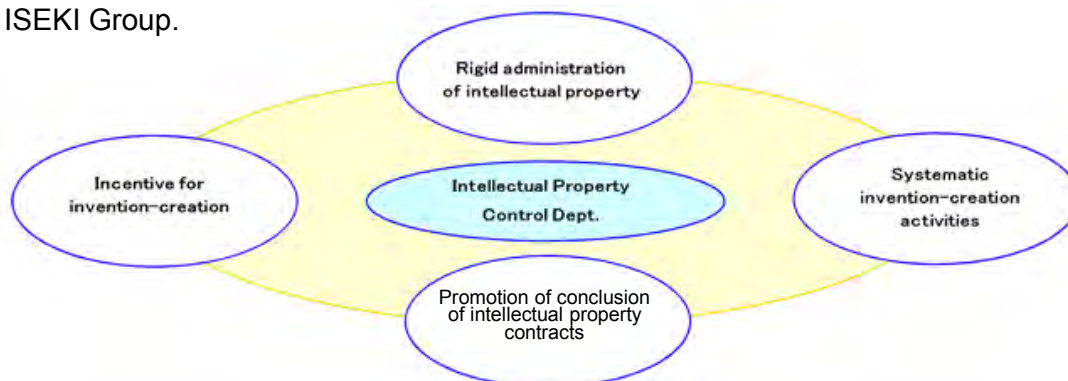 ISEKI Group.
Rigid administration
of intellectual property
Incentive for
invention-creation
Intellectual Property
Control Dept.
Systematic
invention-creation
activities
Promotion of conclusion
of intellectual property
contracts